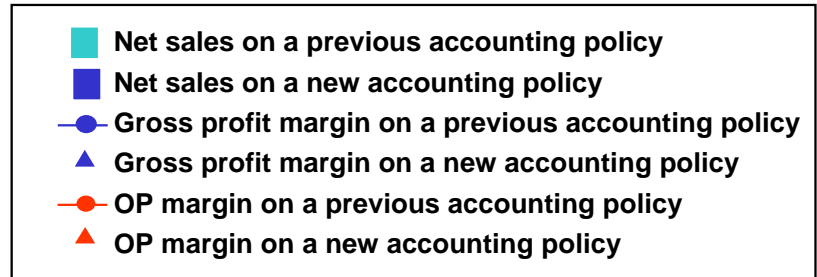 Net sales on a previous accounting policy
Net sales on a new accounting policy
Gross profit margin on a previous accounting policy
Gross profit margin on a new accounting policy
OP margin on a previous accounting policy
OP margin on a new accounting policy